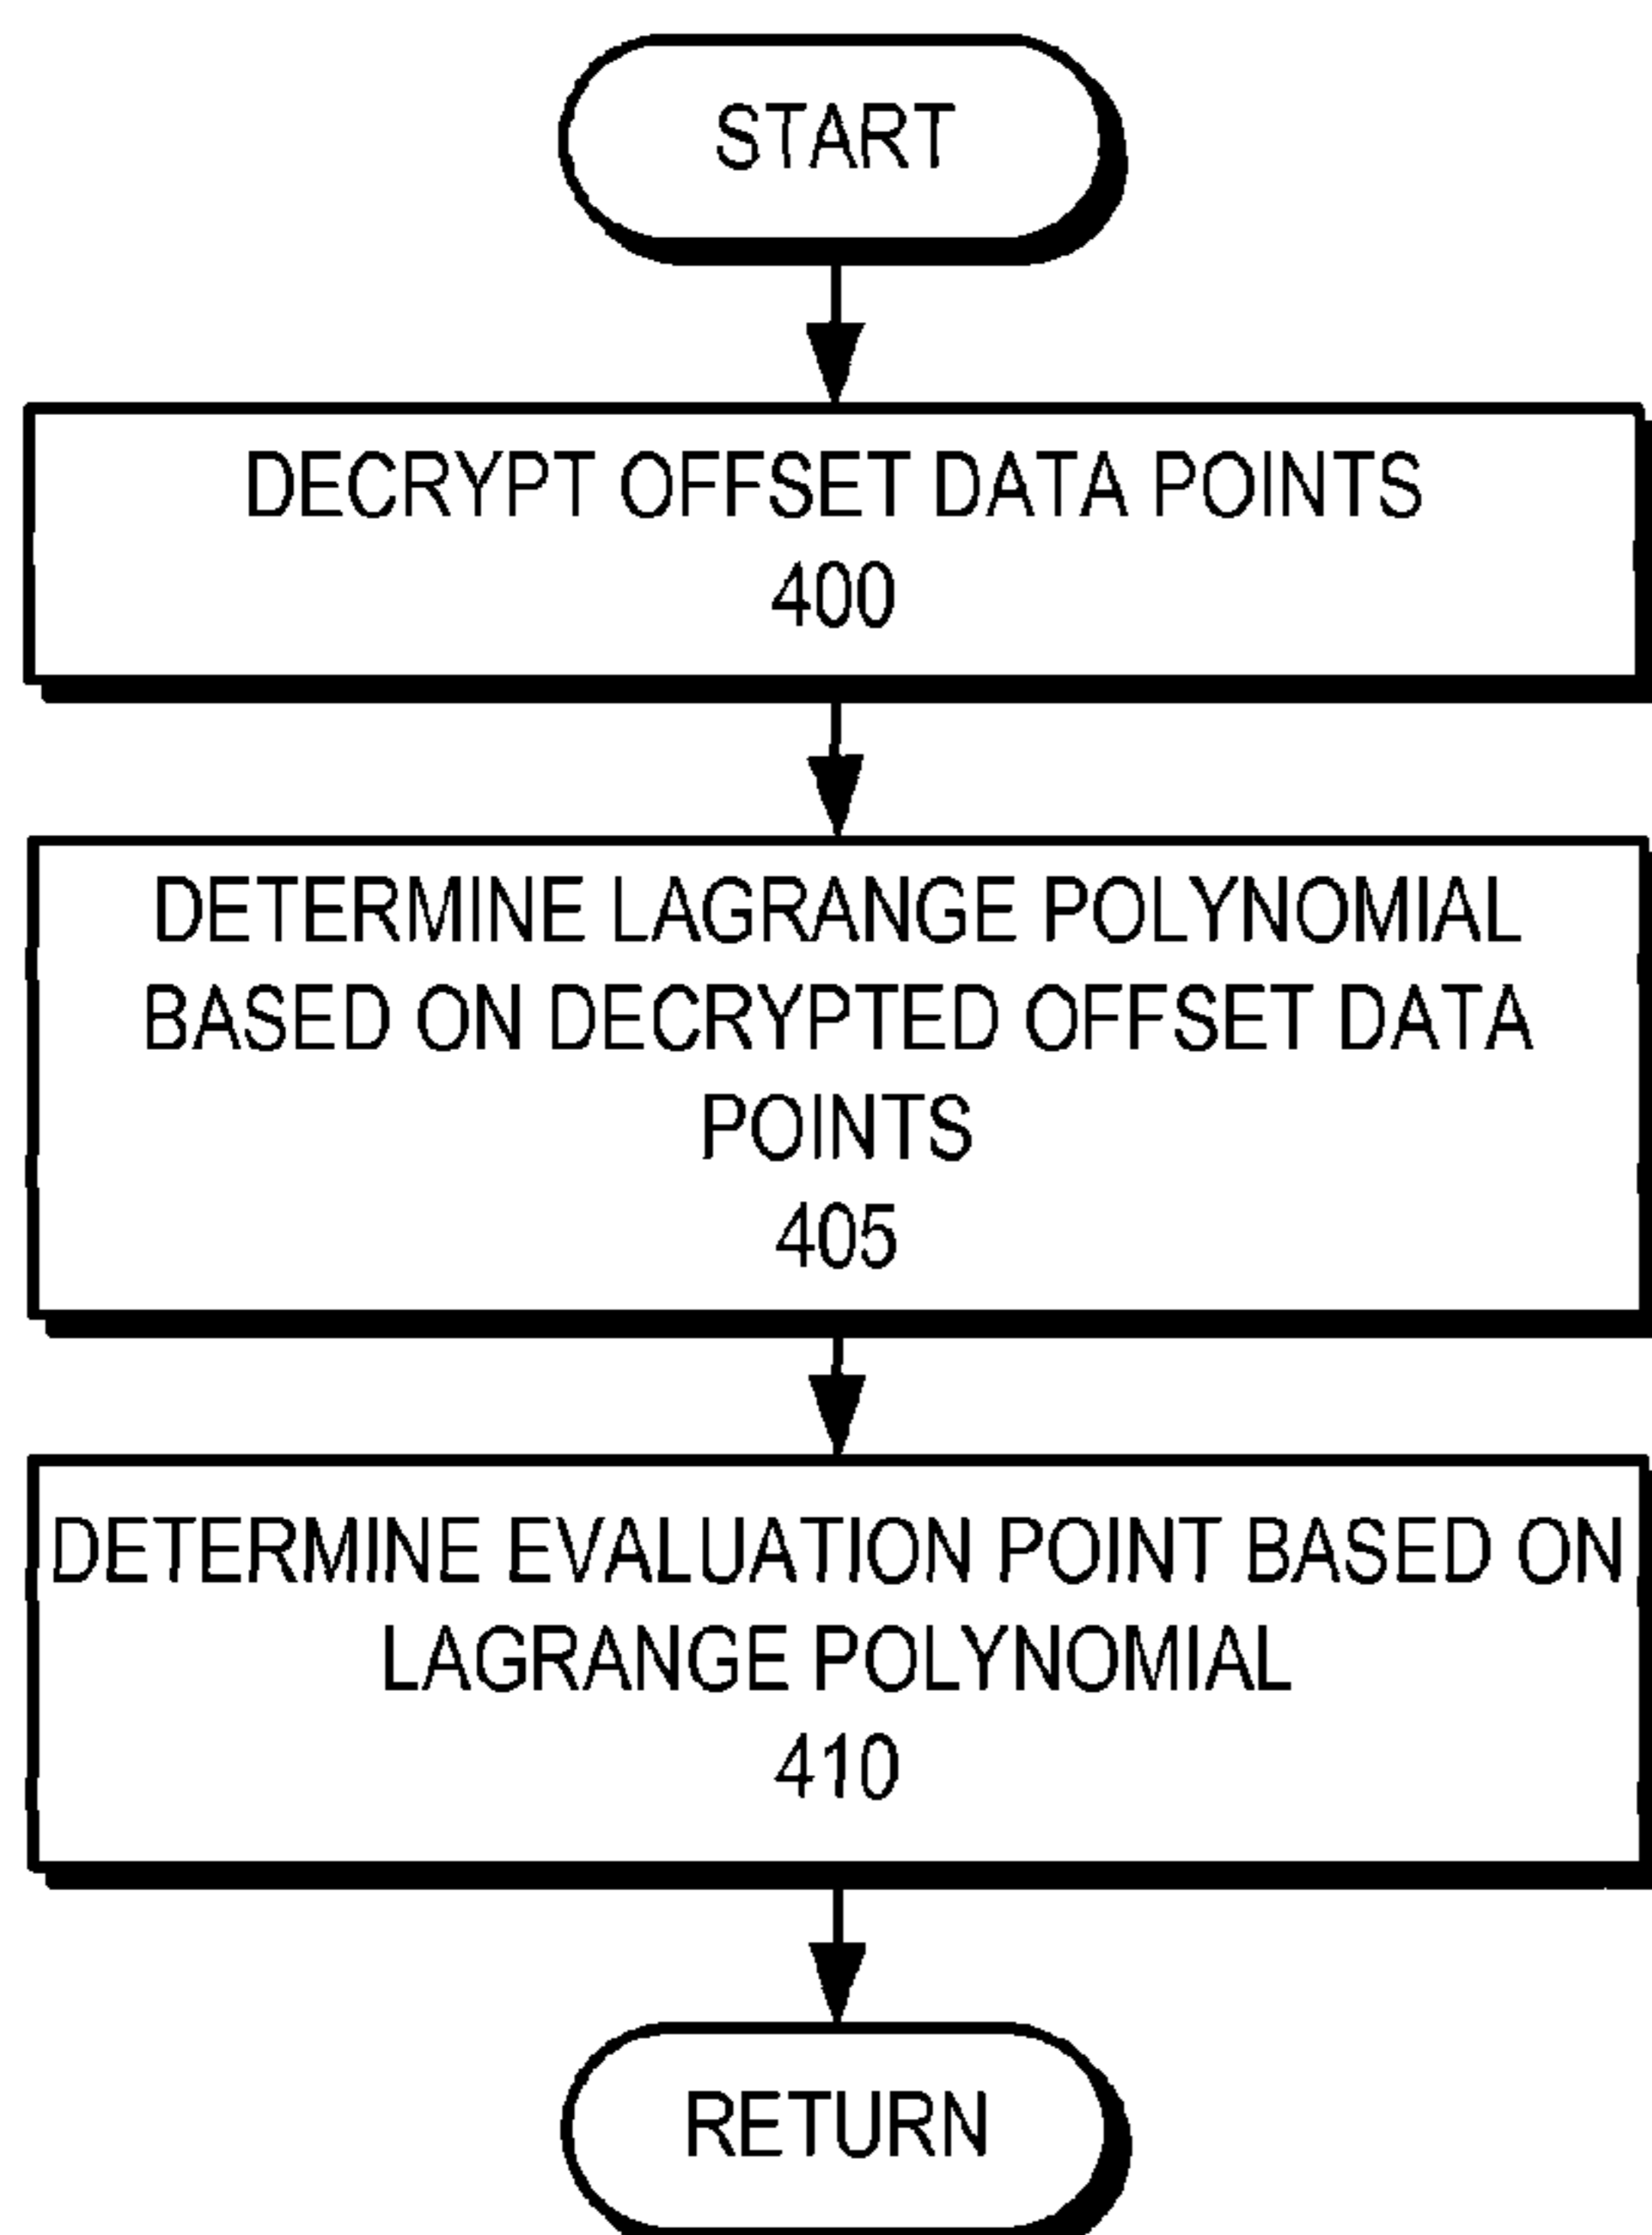 START
DECRYPT OFFSET DATA POINTS
400
DETERMINE LAGRANGE POLYNOMIAL
BASED ON DECRYPTED OFFSET DATA
POINTS
405
DETERMINE EVALUATION POINT BASED ON
LAGRANGE POLYNOMIAL
410
RETURN